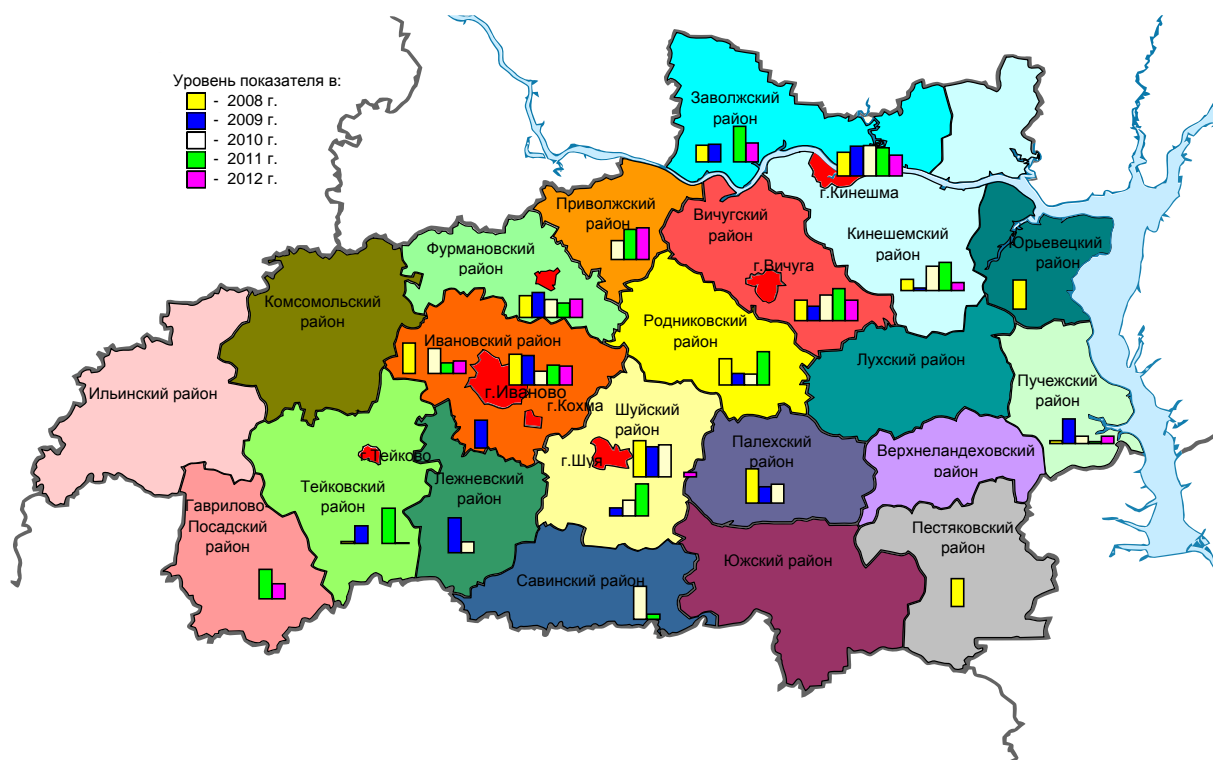 Уровень показателя в:
- 2008 г.
- 2009 г.
- 2010 г.
- 2011 г.
- 2012 г.
Заволжский
район
г.Кинешма
Приволжский
район
Вичугский
район
Кинешемский
район
Юрьевецкий
район
Фурмановский
район
г.Вичуга
Комсомольский
район
Родниковский
район
Ивановский район
Лухский район
Ильинский район
г.Иваново
г.Кохма
Пучежский
район
Шуйский
район
Палехский
район
Верхнеландеховский
район
г.Тейково
г.Шуя
Лежневский
район
Тейковский
район
Гаврилово-
Посадский
район
Пестяковский
район
Савинский район
Южский район